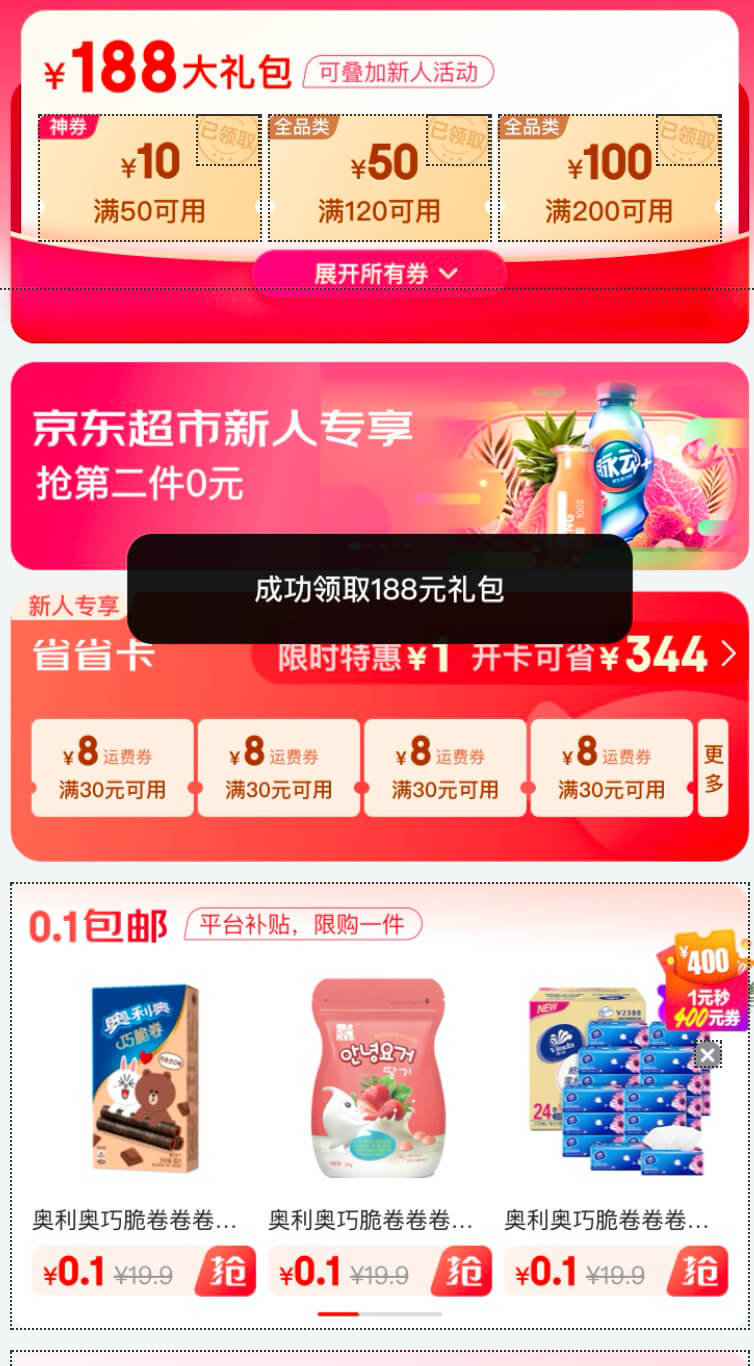 ¥188大礼包 可叠加新人活动
神券 已领取 全品类 已领取 全品类 已领取
¥10 ¥50 ¥100
满50可用 满120可用 满200可用
展开所有券
京东超市新人专享
抢第二件0元
脉动+
100%
成功领取188元礼包
新人专享
省省卡 限时特惠¥1 开卡可省¥344
¥8运费券 ¥8运费券 ¥8运费券 ¥8运费券 更多
满30元可用 满30元可用 满30元可用 满30元可用
0.1包邮 平台补贴，限购一件
¥400
1元秒
400元券
奥利奥
巧脆卷
안녕요거
딸기
NEW
V2388
Vinda
24
奥利奥巧脆卷卷卷... 奥利奥巧脆卷卷卷... 奥利奥巧脆卷卷卷...
¥0.1 ¥19.9 抢 ¥0.1 ¥19.9 抢 ¥0.1 ¥19.9 抢